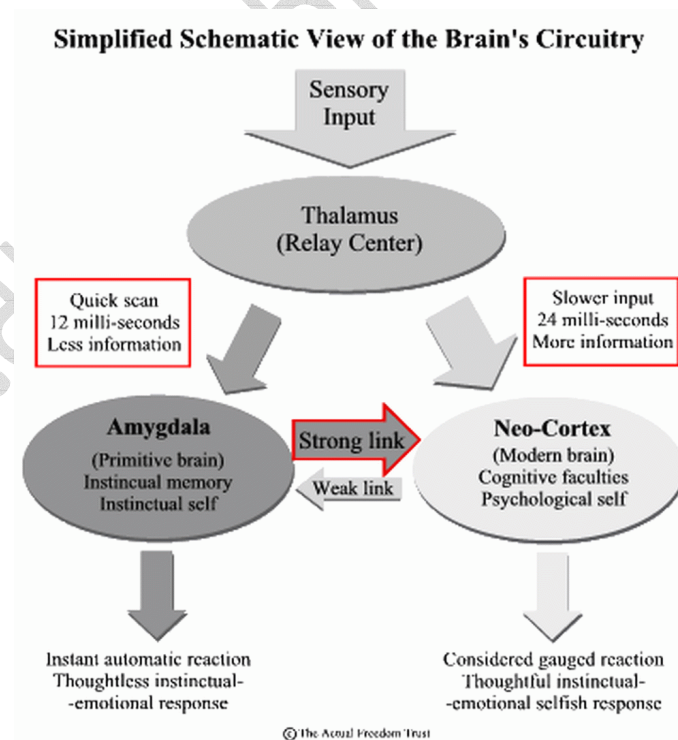 Simplified Schematic View of the Brain's Circuitry
Sensory
Input
Thalamus
(Relay Center)
Quick scan
12 milli-seconds
Less information
Slower input
24 milli-seconds
More information
Amygdala
(Primitive brain)
Instincual memory
Instinctual self
Strong link
Weak link
Neo-Cortex
(Modern brain)
Cognitive faculties
Psychological self
Instant automatic reaction
Thoughtless instinctual-
-emotional response
Considered gauged reaction
Thoughtful instinctual-
-emotional selfish response
© The Actual Freedom Trust